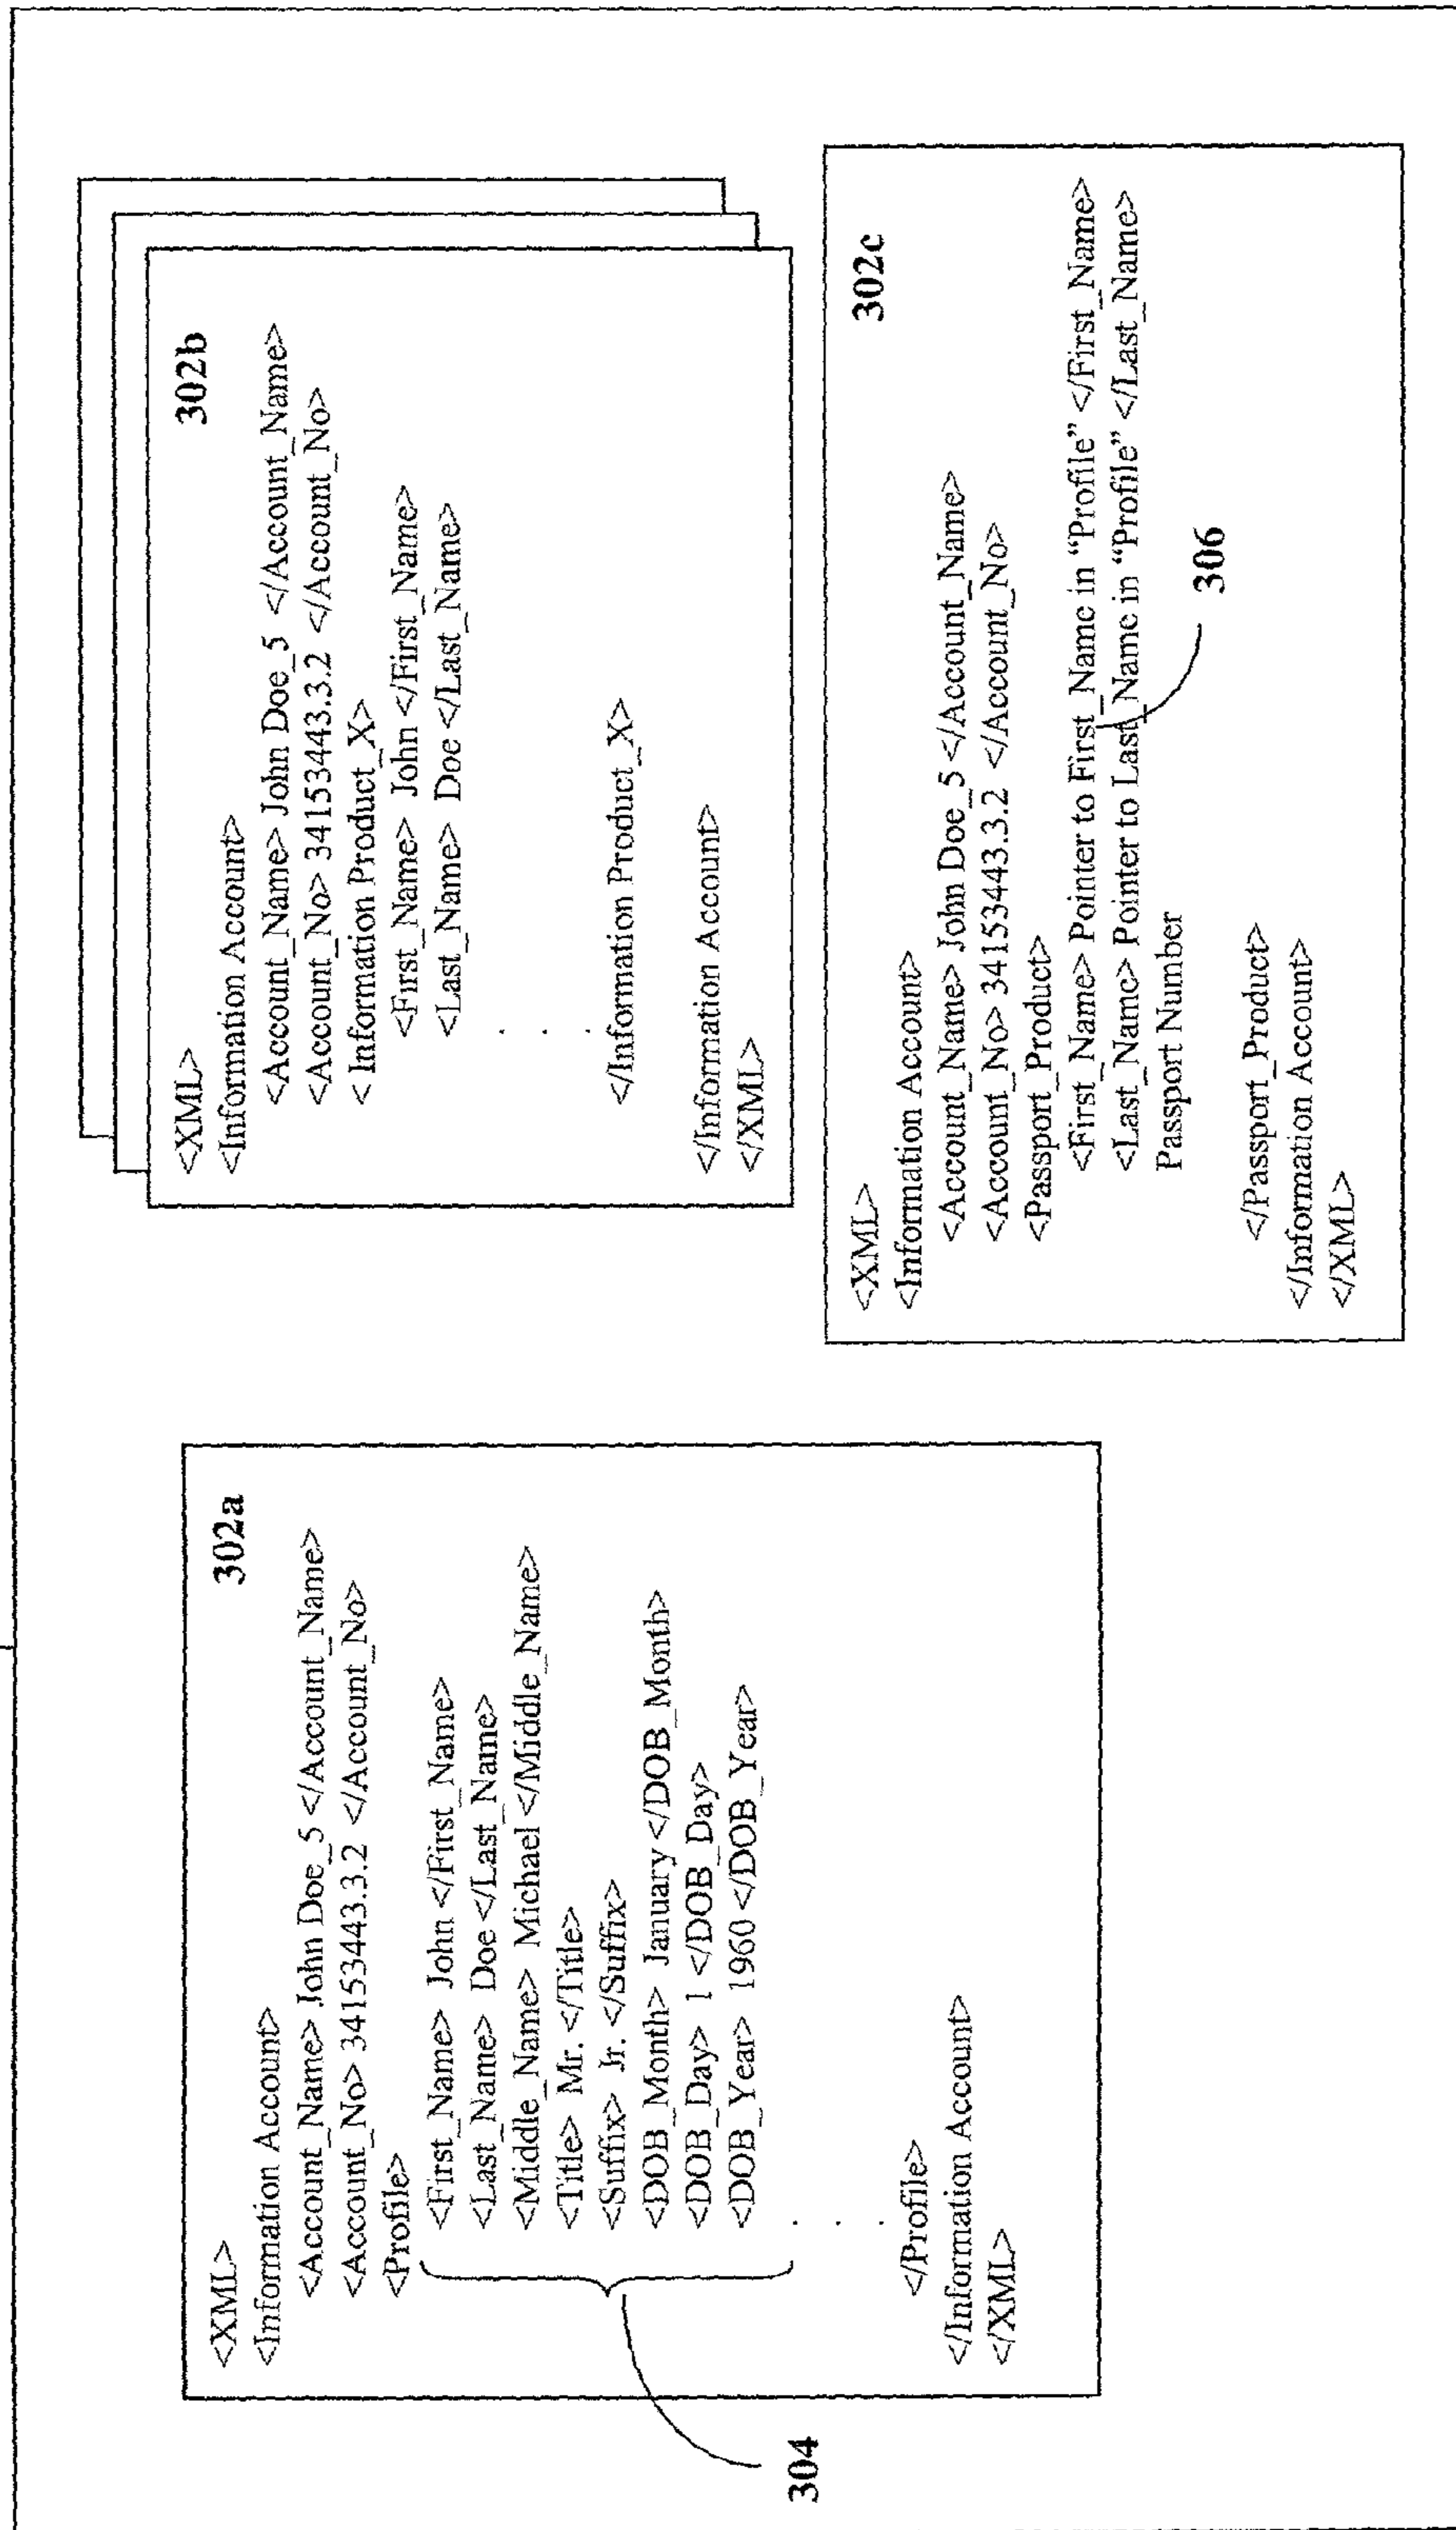 302a
<XML>
<Information Account>
<Account_Name> John Doe_5 </Account_Name>
<Account_No> 34153443.3.2 </Account_No>
<Profile>
<First_Name> John </First_Name>
<Last_Name> Doe </Last_Name>
<Middle_Name> Michael </Middle_Name>
<Title> Mr. </Title>
<Suffix> Jr. </Suffix>
<DOB_Month> January </DOB_Month>
<DOB_Day> 1 </DOB_Day>
<DOB_Year> 1960 </DOB_Year>
.
.
.
</Profile>
</Information Account>
</XML>
304
302b
<XML>
<Information Account>
<Account_Name> John Doe_5 </Account_Name>
<Account_No> 34153443.3.2 </Account_No>
< Information Product_X>
<First_Name> John </First_Name>
<Last_Name> Doe </Last_Name>
.
.
.
</Information Product_X>
</Information Account>
</XML>
302c
<XML>
<Information Account>
<Account_Name> John Doe_5 </Account_Name>
<Account_No> 34153443.3.2 </Account_No>
<Passport_Product>
<First_Name> Pointer to First_Name in “Profile” </First_Name>
<Last_Name> Pointer to Last_Name in “Profile” </Last_Name>
Passport Number
</Passport_Product>
</Information Account>
</XML>
306